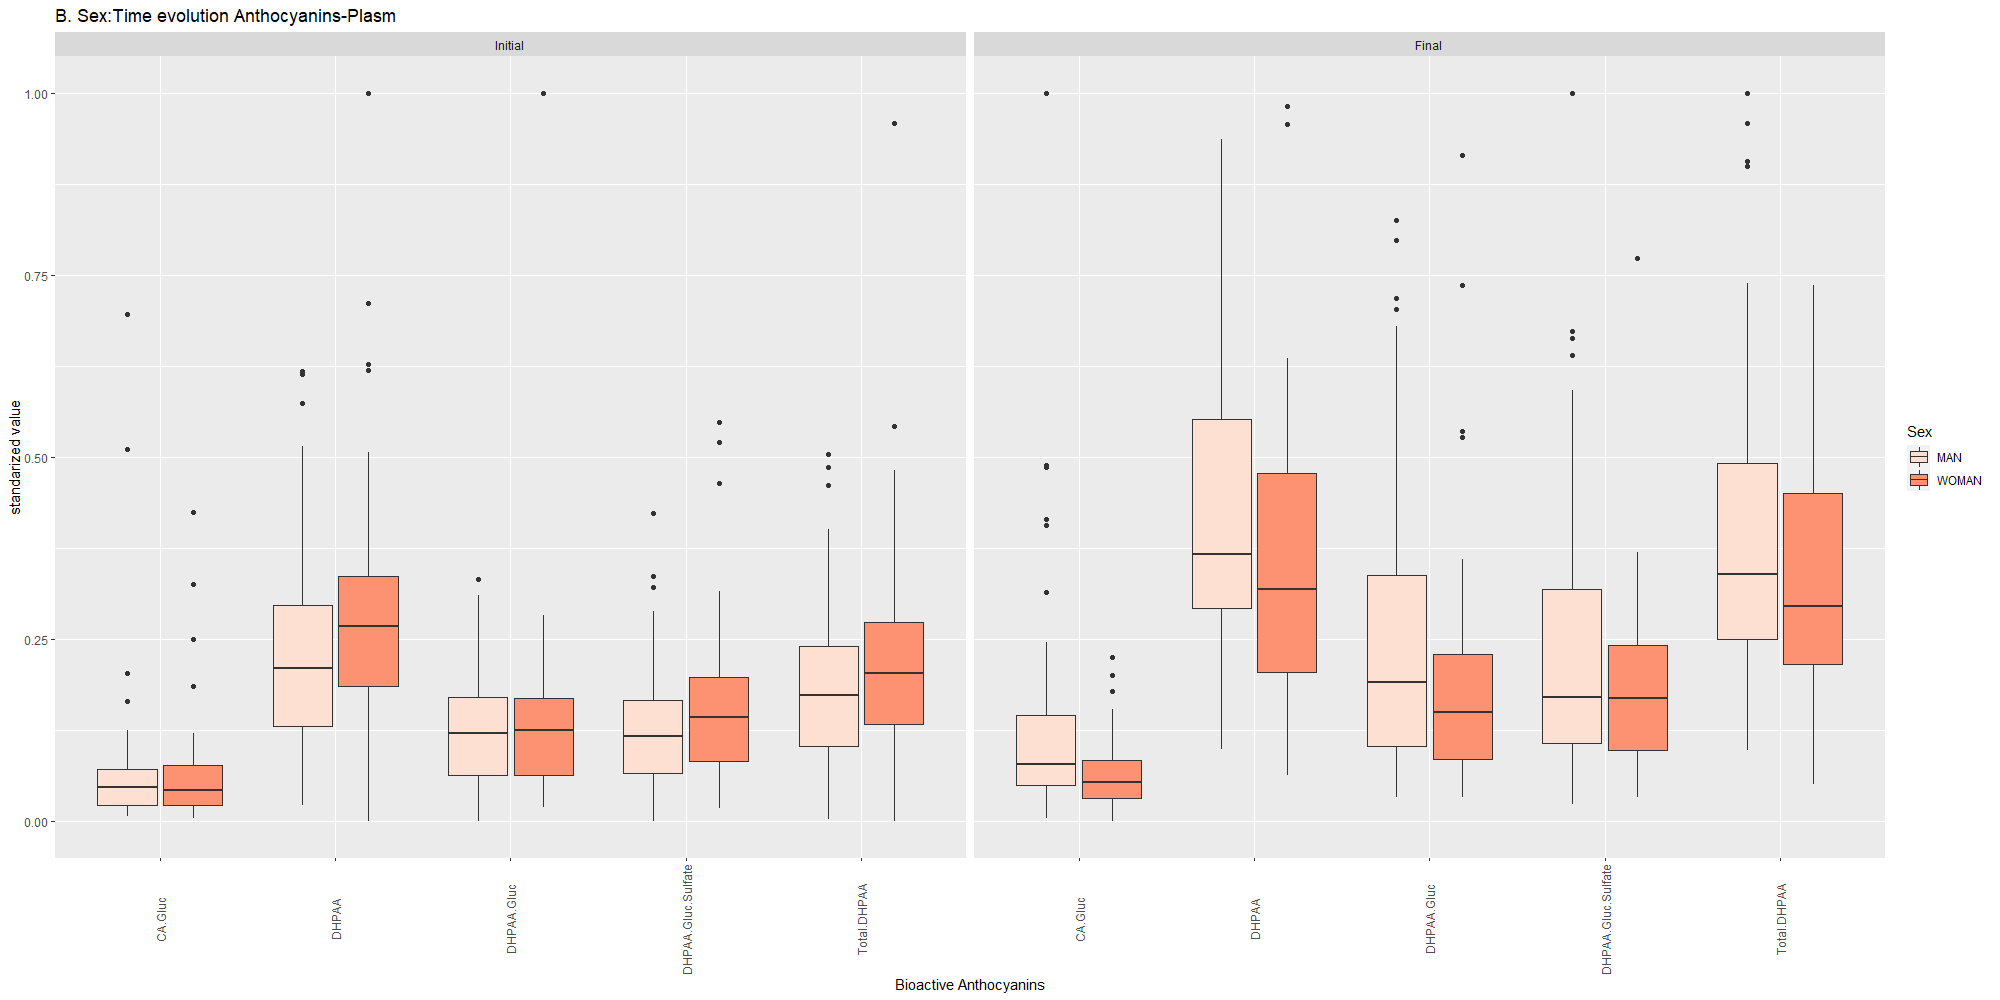 B. Sex:Time evolution Anthocyanins-Plasm
Initial
Final
1.00
0.75
0.50
0.25
0.00
standarized value
CA.Gluc
DHPAA
DHPAA.Gluc
DHPAA.Gluc.Sulfate
Total.DHPAA
CA.Gluc
DHPAA
DHPAA.Gluc
DHPAA.Gluc.Sulfate
Total.DHPAA
Bioactive Anthocyanins
Sex
MAN
WOMAN